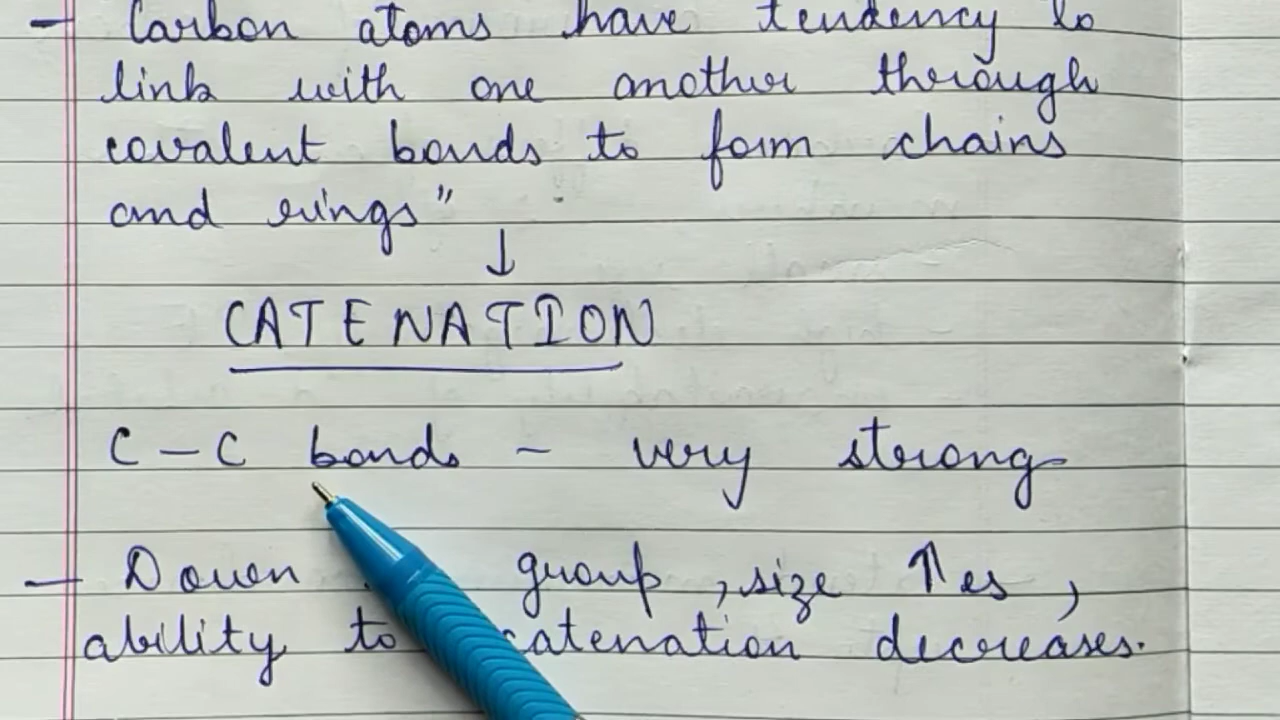 - Carbon atoms have tendency to
link with one another through
covalent bonds to form chains
and rings"
↓
CATENATION
C-C bonds - very strong
- Down group, size ↑es,
ability to catenation decreases.